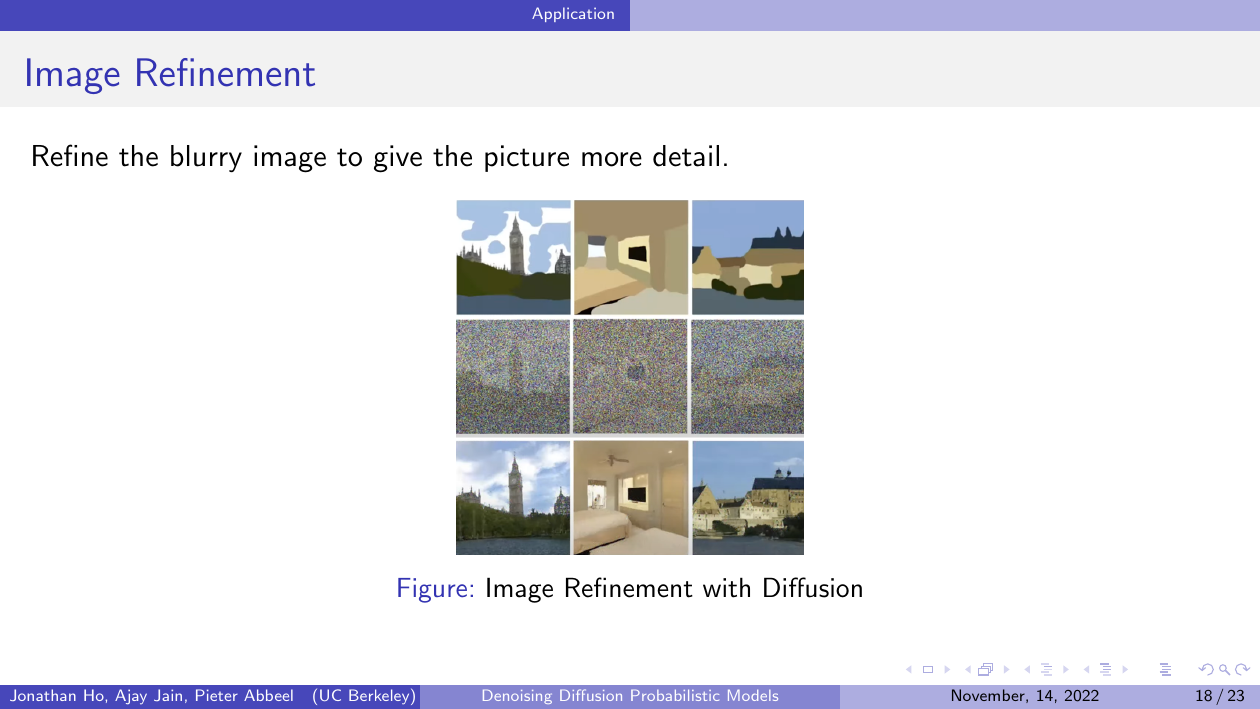 Application
Image Refinement
Refine the blurry image to give the picture more detail.
Figure: Image Refinement with Diffusion
Jonathan Ho, Ajay Jain, Pieter Abbeel (UC Berkeley) Denoising Diffusion Probabilistic Models November, 14, 2022 18 / 23